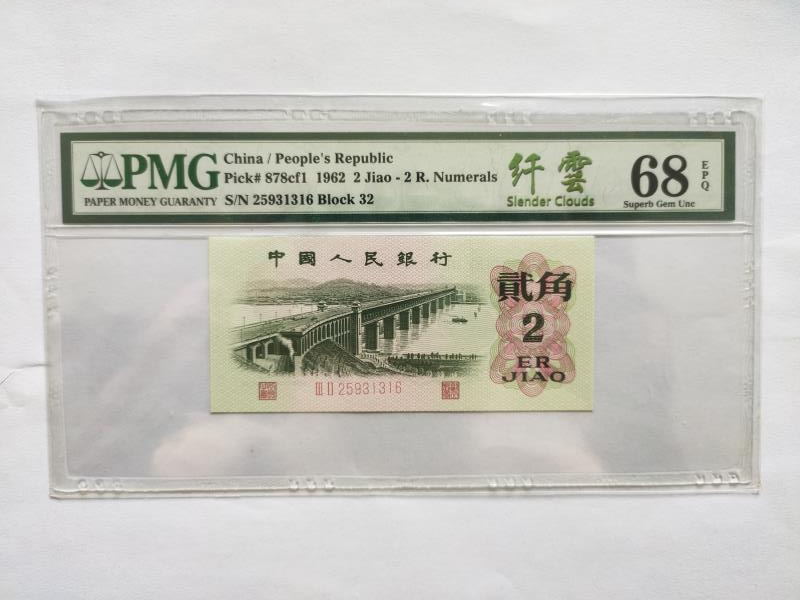 PMG
PAPER MONEY GUARANTY
China / People's Republic
Pick# 878cf1 1962 2 Jiao - 2 R. Numerals
S/N 25931316 Block 32
纤雲
Slender Clouds
68
EPQ
Superb Gem Unc
中國人民銀行
貳角
2
ER
JIAO
III II 25931316